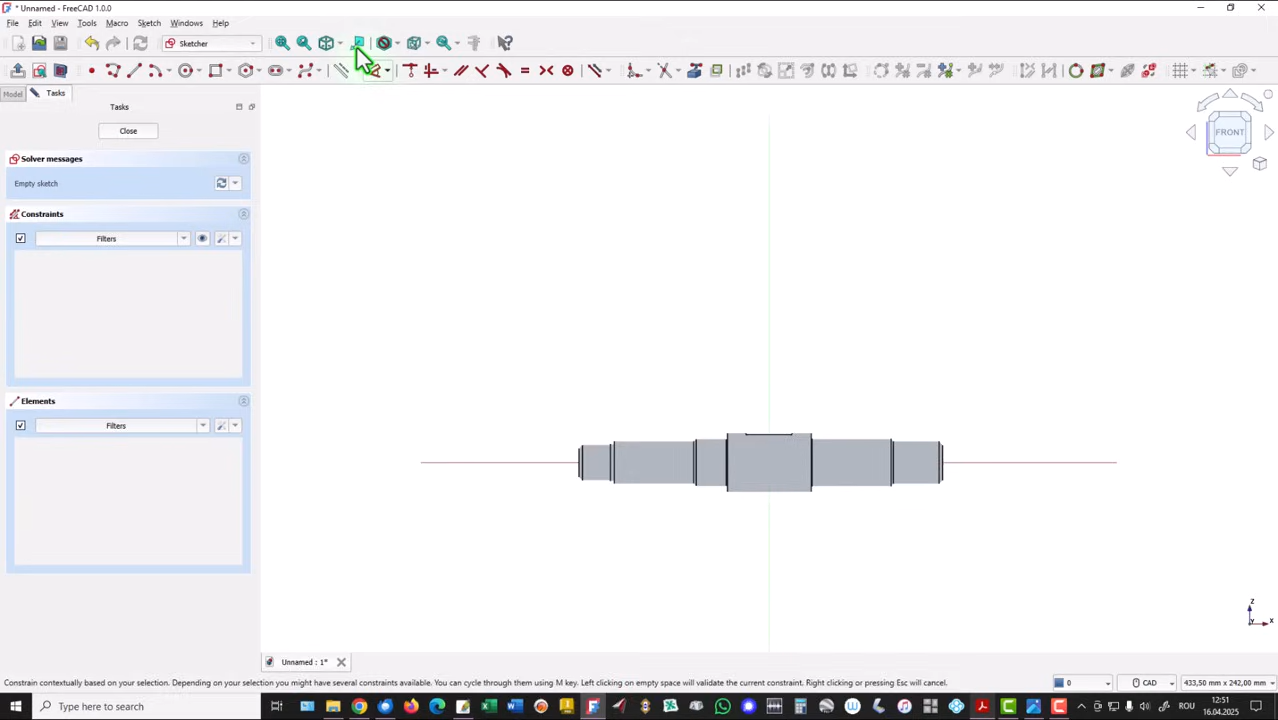 * Unnamed - FreeCAD 1.0.0
File Edit View Tools Macro Sketch Windows Help
Sketcher
Model Tasks
Tasks
Close
Solver messages
Empty sketch
Constraints
Filters
Elements
Filters
FRONT
Z
Y
X
Unnamed : 1*
Constrain contextually based on your selection. Depending on your selection you might have several constraints available. You can cycle through them using M key. Left clicking on empty space will validate the current constraint. Right clicking or pressing Esc will cancel.
0
CAD
433,50 mm x 242,00 mm
Type here to search
ROU
12:51
16.04.2025